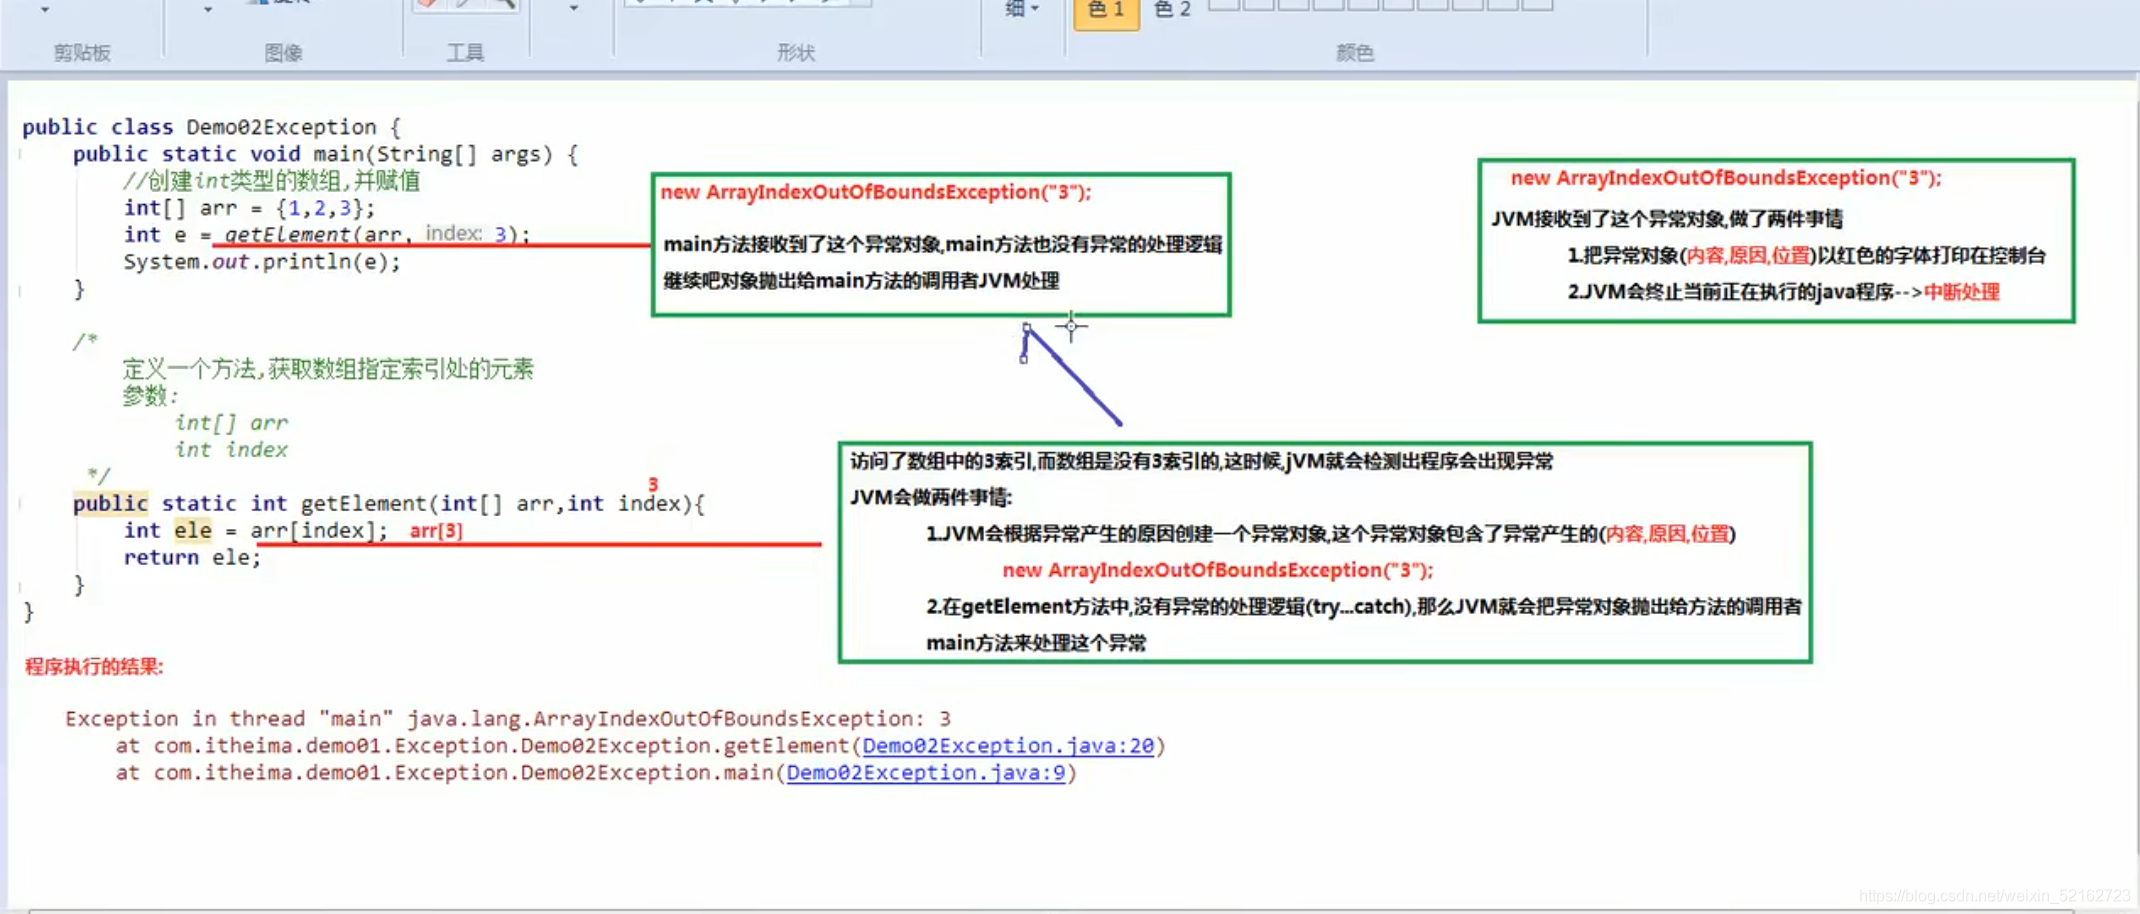 细
色 1
色 2
剪贴板
图像
工具
形状
颜色
public class Demo02Exception {
public static void main(String[] args) {
//创建int类型的数组,并赋值
int[] arr = {1,2,3};
int e = getElement(arr, index: 3);
System.out.println(e);
}
/*
定义一个方法,获取数组指定索引处的元素
参数:
int[] arr
int index
*/
3
public static int getElement(int[] arr,int index){
int ele = arr[index]; arr[3]
return ele;
}
}
new ArrayIndexOutOfBoundsException("3");
main方法接收到了这个异常对象,main方法也没有异常的处理逻辑
继续吧对象抛出给main方法的调用者JVM处理
new ArrayIndexOutOfBoundsException("3");
JVM接收到了这个异常对象,做了两件事情
1.把异常对象(内容,原因,位置)以红色的字体打印在控制台
2.JVM会终止当前正在执行的java程序-->中断处理
访问了数组中的3索引,而数组是没有3索引的,这时候,jVM就会检测出程序会出现异常
JVM会做两件事情:
1.JVM会根据异常产生的原因创建一个异常对象,这个异常对象包含了异常产生的(内容,原因,位置)
new ArrayIndexOutOfBoundsException("3");
2.在getElement方法中,没有异常的处理逻辑(try...catch),那么JVM就会把异常对象抛出给方法的调用者
main方法来处理这个异常
程序执行的结果:
Exception in thread "main" java.lang.ArrayIndexOutOfBoundsException: 3
at com.itheima.demo01.Exception.Demo02Exception.getElement(Demo02Exception.java:20)
at com.itheima.demo01.Exception.Demo02Exception.main(Demo02Exception.java:9)
https://blog.csdn.net/weixin_52162723